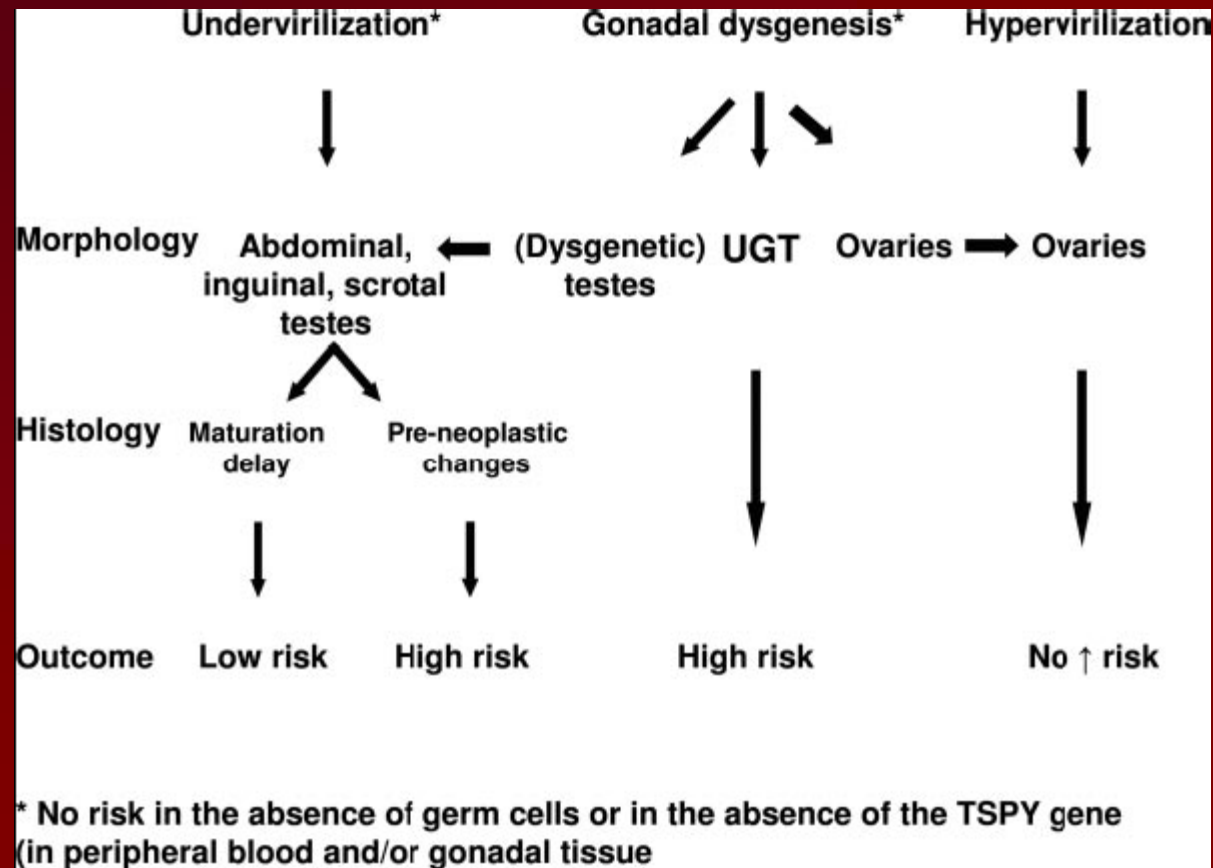 Undervirilization* Gonadal dysgenesis* Hypervirilization
Morphology Abdominal, (Dysgenetic) UGT Ovaries Ovaries
inguinal, scrotal testes
testes
Histology Maturation Pre-neoplastic
delay changes
Outcome Low risk High risk High risk No ↑ risk
* No risk in the absence of germ cells or in the absence of the TSPY gene
(in peripheral blood and/or gonadal tissue